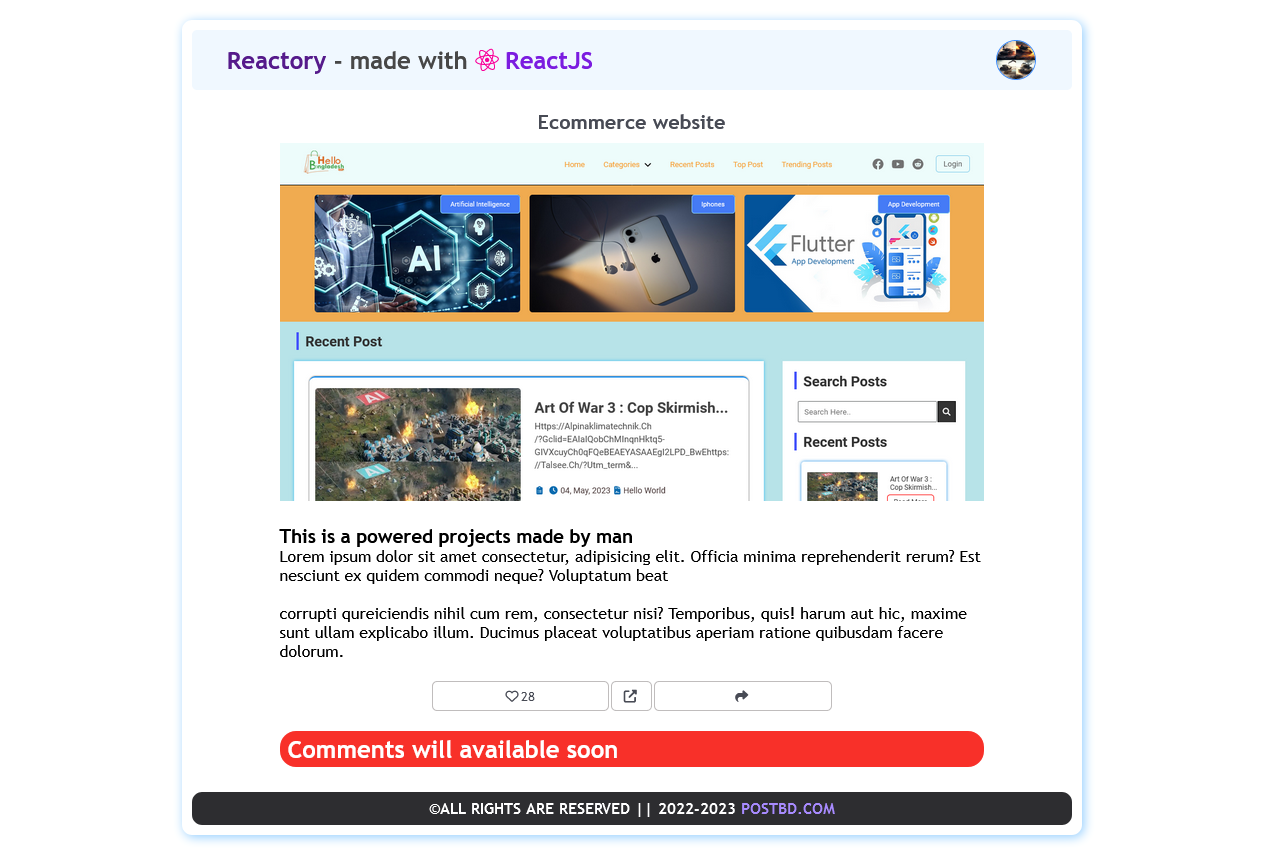 Reactory - made with ReactJS
Ecommerce website
Hello
Bingladesh
Home Categories Recent Posts Top Post Trending Posts Login
Artificial Intelligence
Iphones
App Development
AI
Flutter
App Development
Recent Post
Art Of War 3 : Cop Skirmish...
Https://Alpinaklimatechnik.Ch
/?Gclid=EAIaIQobChMInqnHktq5-
GIVXcuyCh0qFQeBEAEYASAAEgI2LPD_BwEhttps:
//Talsee.Ch/?Utm_term&...
04, May, 2023 Hello World
AI
AI
Search Posts
Search Here..
Recent Posts
Art Of War 3 :
Cop Skirmish...
Read More
This is a powered projects made by man
Lorem ipsum dolor sit amet consectetur, adipisicing elit. Officia minima reprehenderit rerum? Est
nesciunt ex quidem commodi neque? Voluptatum beat
corrupti qureiciendis nihil cum rem, consectetur nisi? Temporibus, quis! harum aut hic, maxime
sunt ullam explicabo illum. Ducimus placeat voluptatibus aperiam ratione quibusdam facere
dolorum.
28
Comments will available soon
©ALL RIGHTS ARE RESERVED || 2022-2023 POSTBD.COM